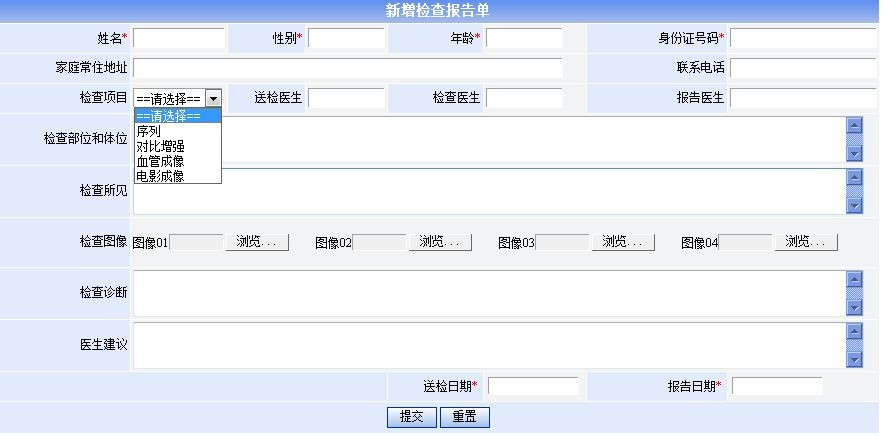 新增检查报告单
姓名* 性别* 年龄* 身份证号码*
家庭常住地址 联系电话
检查项目 ==请选择== 送检医生 检查医生 报告医生
==请选择==
序列
对比增强
血管成像
电影成像
检查部位和体位
检查所见
检查图像 图像01 浏览... 图像02 浏览... 图像03 浏览... 图像04 浏览...
检查诊断
医生建议
送检日期* 报告日期*
提交 重置